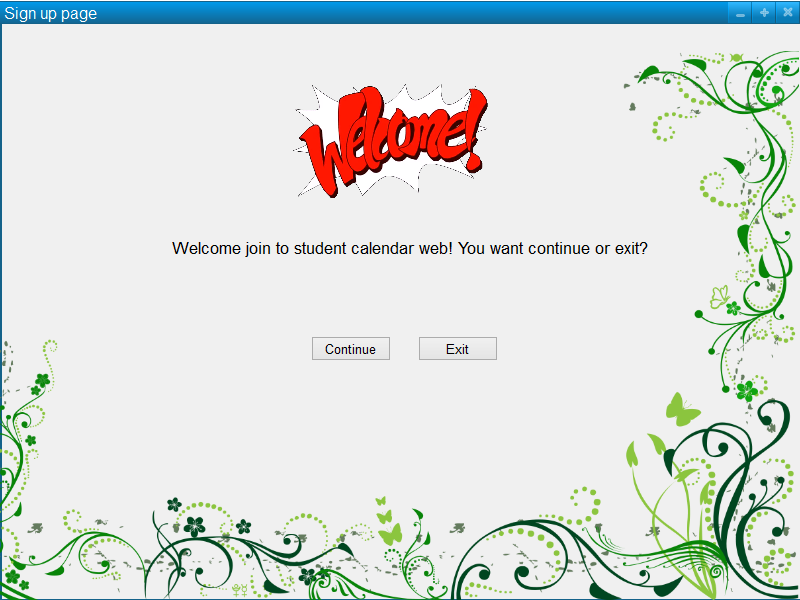 Sign up page
Welcome!
Welcome join to student calendar web! You want continue or exit?
Continue Exit